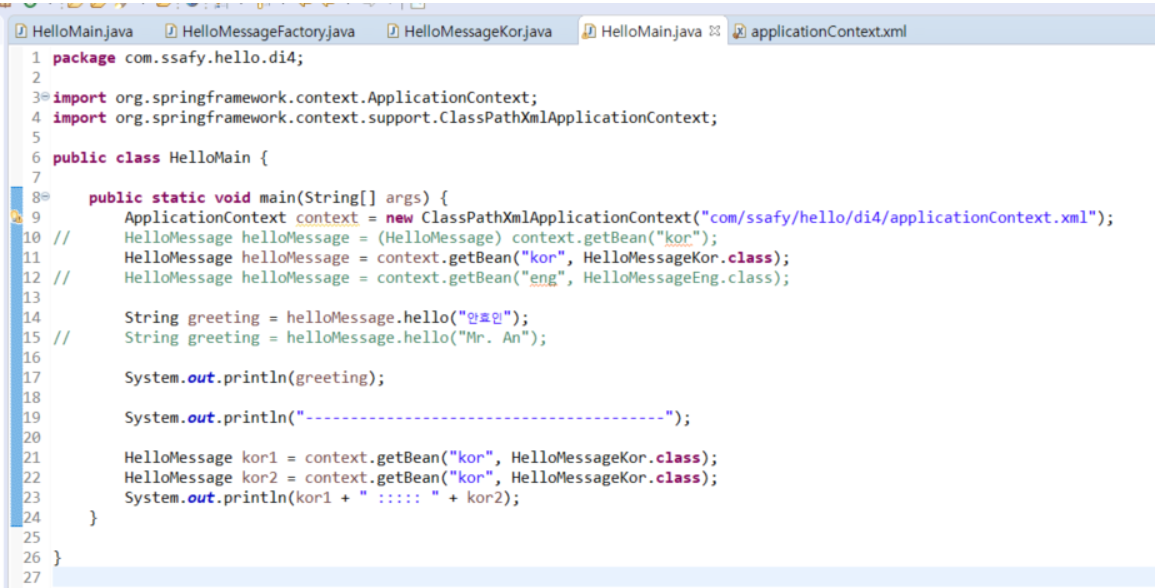 HelloMain.java HelloMessageFactory.java HelloMessageKor.java HelloMain.java applicationContext.xml
1 package com.ssafy.hello.di4;
2
3 import org.springframework.context.ApplicationContext;
4 import org.springframework.context.support.ClassPathXmlApplicationContext;
5
6 public class HelloMain {
7
8 public static void main(String[] args) {
9 ApplicationContext context = new ClassPathXmlApplicationContext("com/ssafy/hello/di4/applicationContext.xml");
10 // HelloMessage helloMessage = (HelloMessage) context.getBean("kor");
11 HelloMessage helloMessage = context.getBean("kor", HelloMessageKor.class);
12 // HelloMessage helloMessage = context.getBean("eng", HelloMessageEng.class);
13
14 String greeting = helloMessage.hello("안효인");
15 // String greeting = helloMessage.hello("Mr. An");
16
17 System.out.println(greeting);
18
19 System.out.println("----------------------------------------");
20
21 HelloMessage kor1 = context.getBean("kor", HelloMessageKor.class);
22 HelloMessage kor2 = context.getBean("kor", HelloMessageKor.class);
23 System.out.println(kor1 + " ::::: " + kor2);
24 }
25
26 }
27